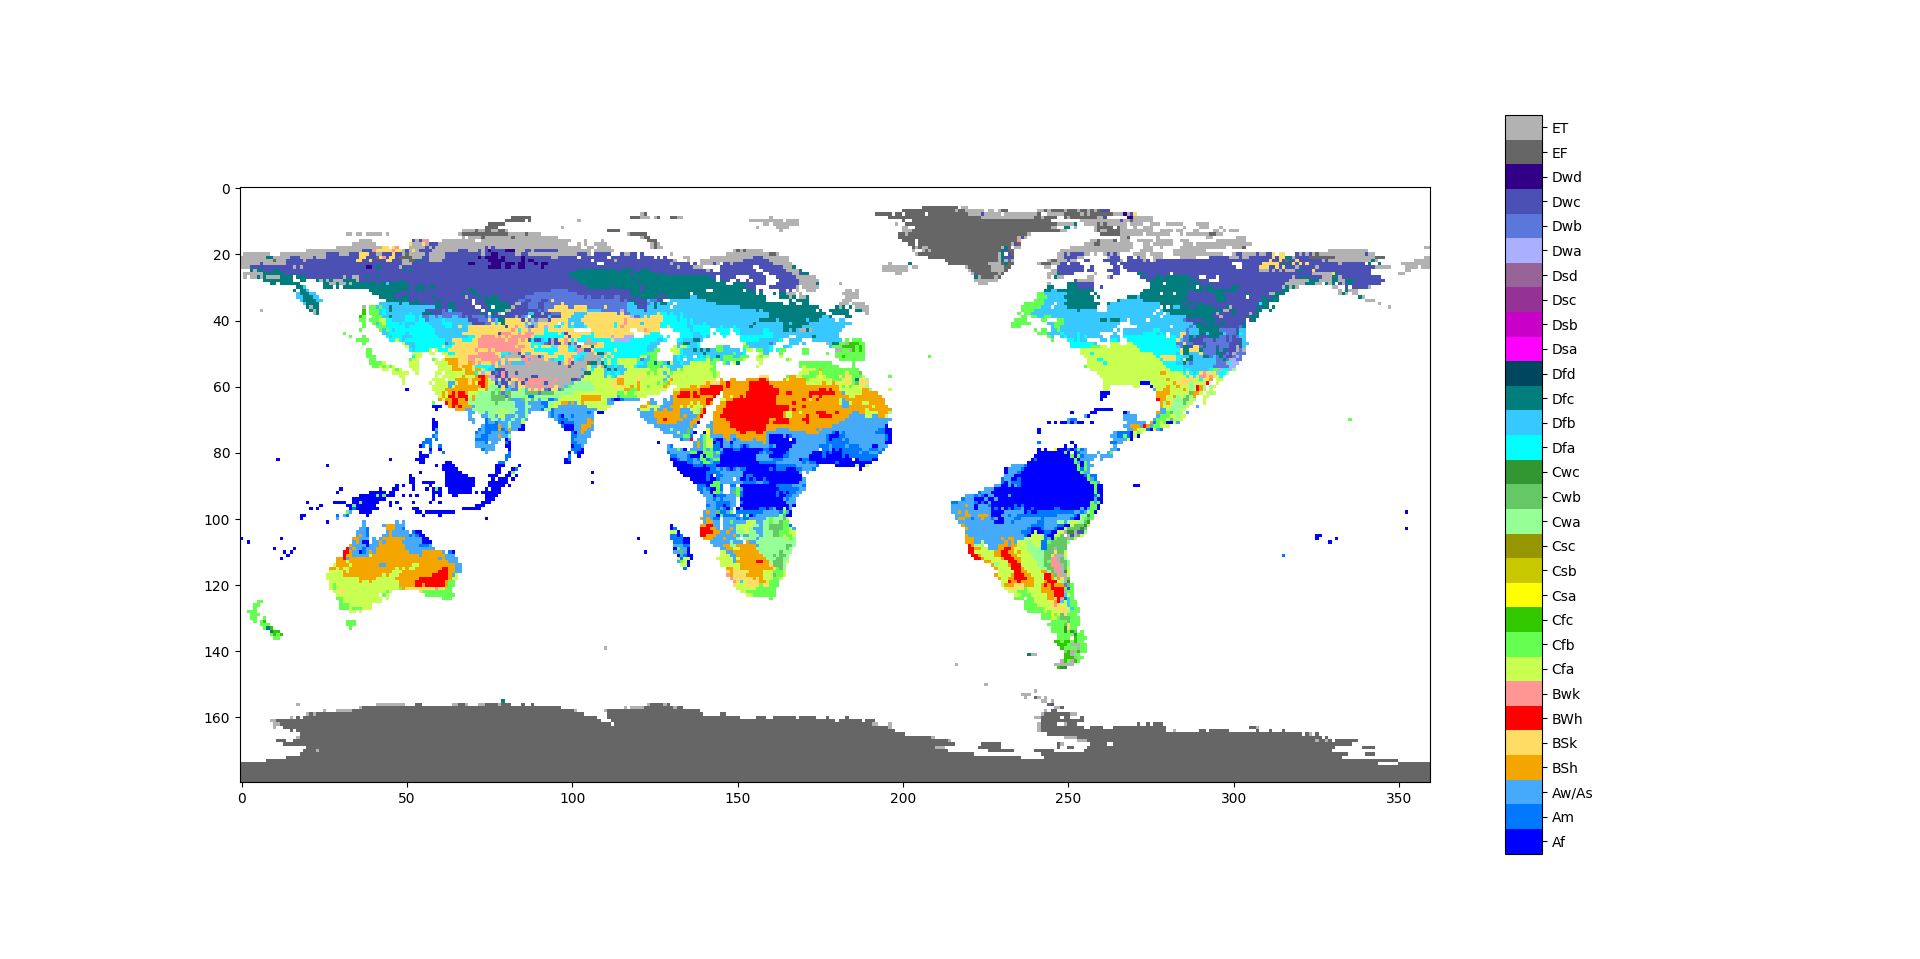 0
20
40
60
80
100
120
140
160
0 50 100 150 200 250 300 350
ET
EF
Dwd
Dwc
Dwb
Dwa
Dsd
Dsc
Dsb
Dsa
Dfd
Dfc
Dfb
Dfa
Cwc
Cwb
Cwa
Csc
Csb
Csa
Cfc
Cfb
Cfa
Bwk
BWh
BSk
BSh
Aw/As
Am
Af